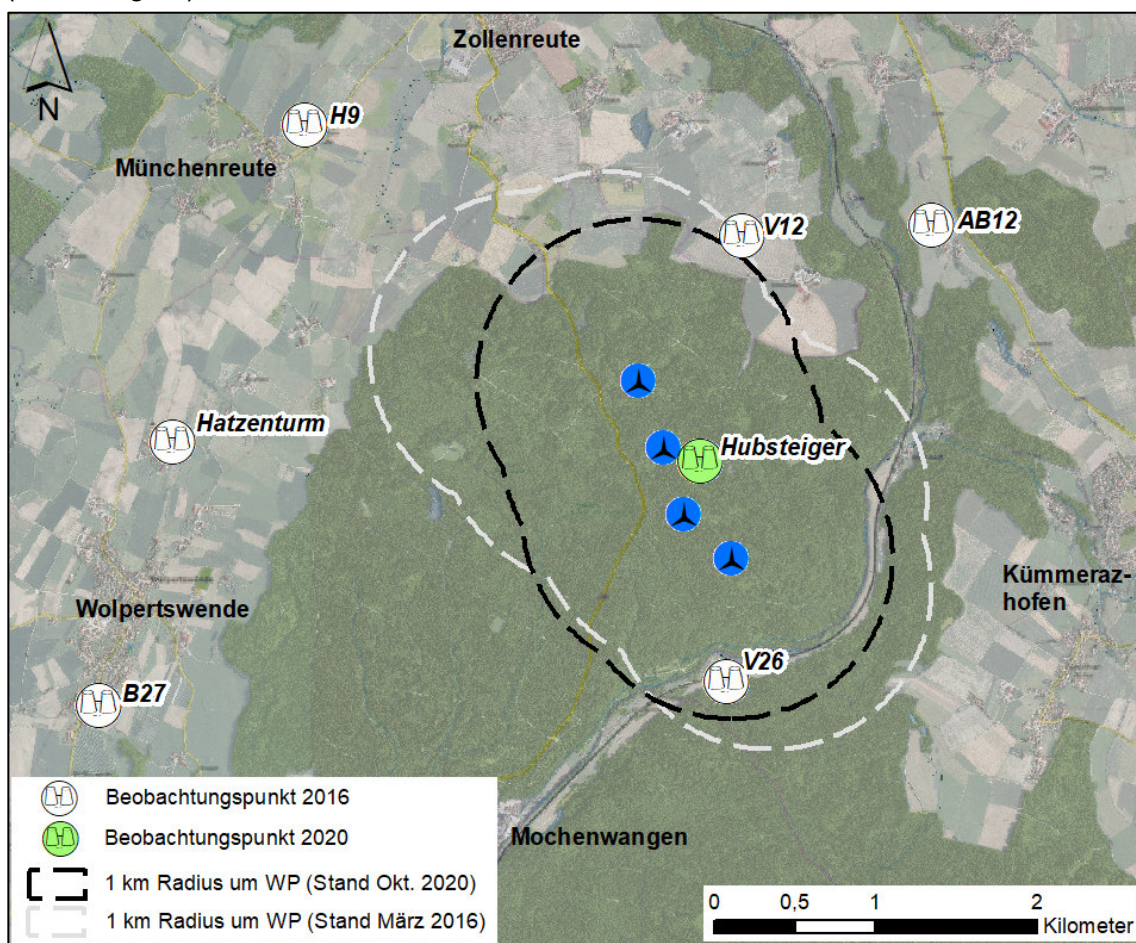 Zollenreute
N
H9
Münchenreute
V12
AB12
Hatzenturm
Hubsteiger
Kümmeraz-
hofen
Wolpertswende
V26
B27
Mochenwangen
Beobachtungspunkt 2016
Beobachtungspunkt 2020
1 km Radius um WP (Stand Okt. 2020)
1 km Radius um WP (Stand März 2016)
0 0,5 1 2
Kilometer